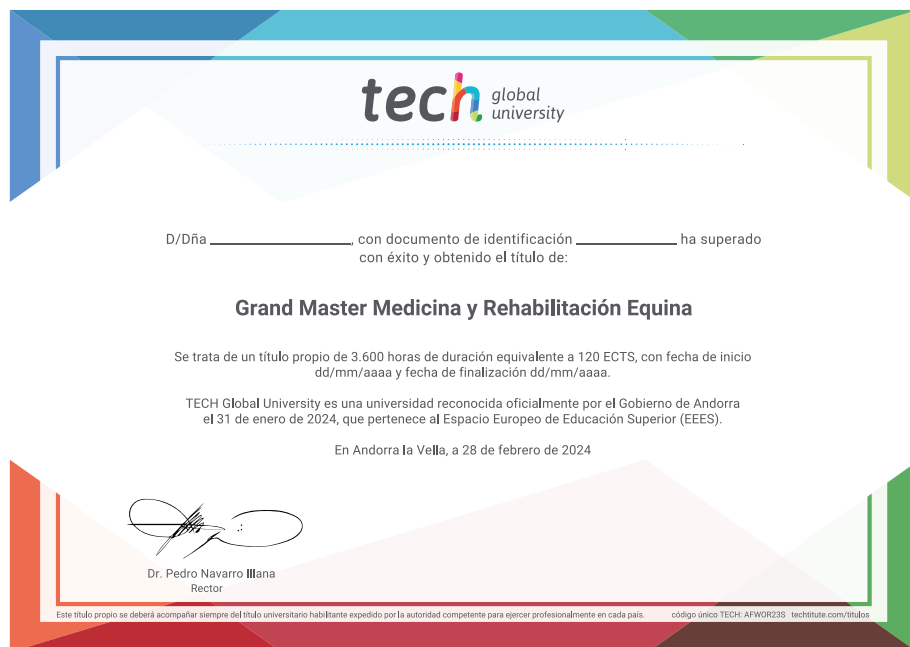 tech global university
D/Dña ____________________, con documento de identificación ______________ ha superado
con éxito y obtenido el título de:
Grand Master Medicina y Rehabilitación Equina
Se trata de un título propio de 3.600 horas de duración equivalente a 120 ECTS, con fecha de inicio
dd/mm/aaaa y fecha de finalización dd/mm/aaaa.
TECH Global University es una universidad reconocida oficialmente por el Gobierno de Andorra
el 31 de enero de 2024, que pertenece al Espacio Europeo de Educación Superior (EEES).
En Andorra la Vella, a 28 de febrero de 2024
Dr. Pedro Navarro Illana
Rector
Este título propio se deberá acompañar siempre del título universitario habilitante expedido por la autoridad competente para ejercer profesionalmente en cada país. código único TECH: AFWOR23S techtitute.com/titulos